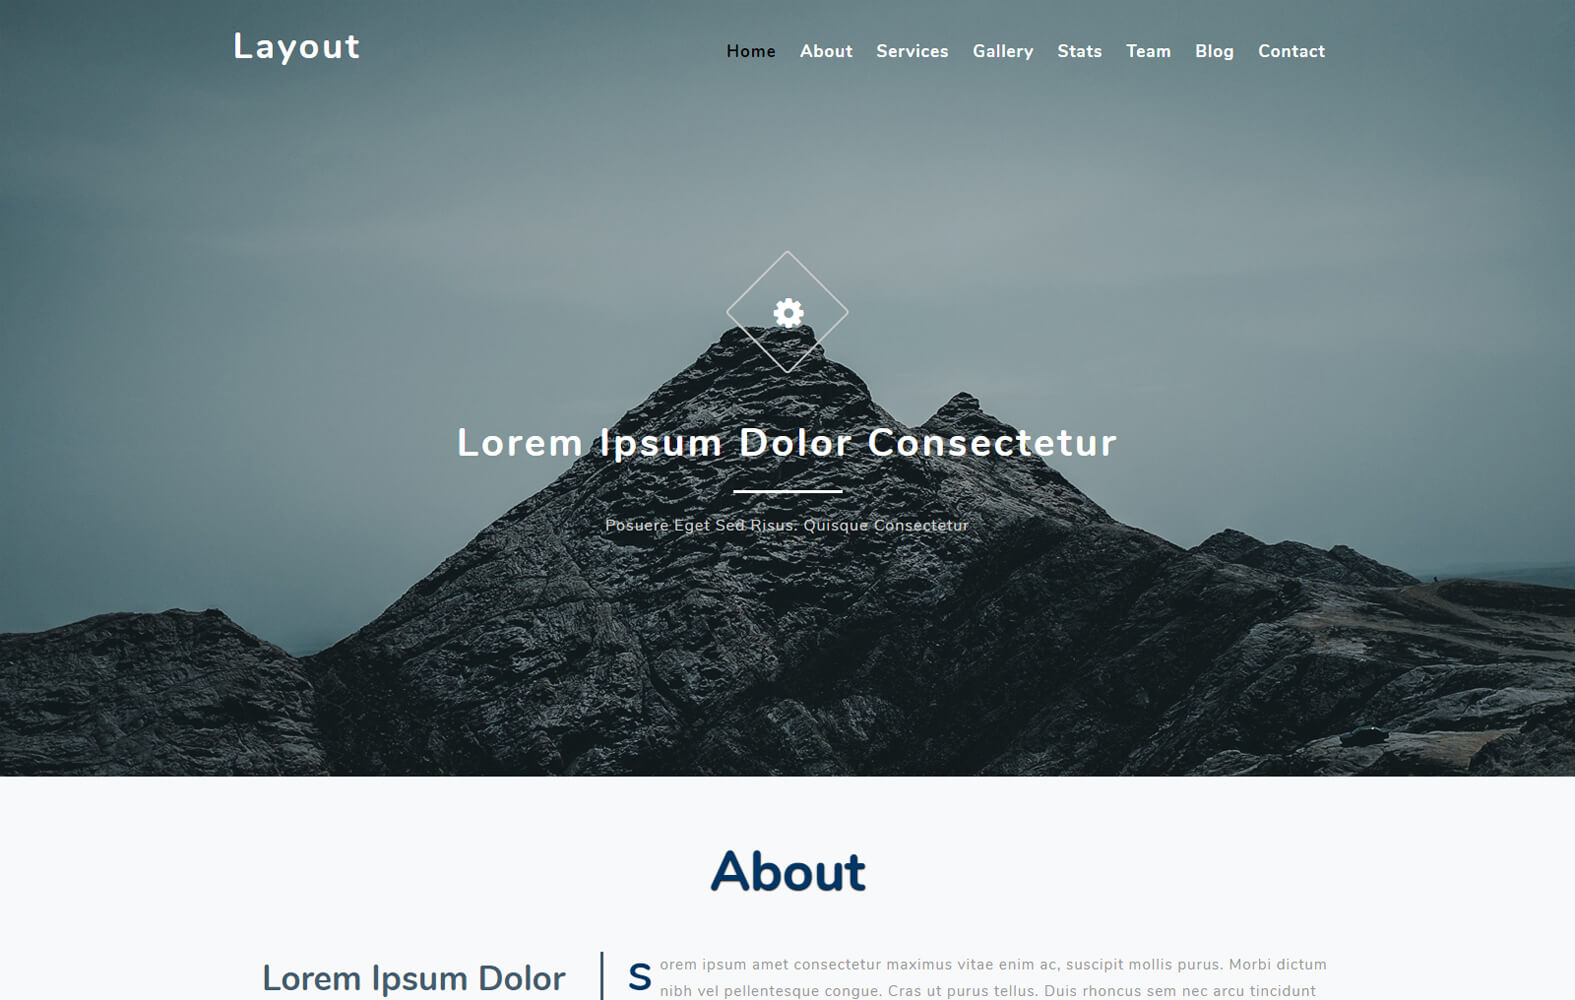 Layout
Home About Services Gallery Stats Team Blog Contact
Lorem Ipsum Dolor Consectetur
Posuere Eget Sed Risus. Quisque Consectetur
About
Lorem Ipsum Dolor
S orem ipsum amet consectetur maximus vitae enim ac, suscipit mollis purus. Morbi dictum
nibh vel pellentesque congue. Cras ut purus tellus. Duis rhoncus sem nec arcu tincidunt